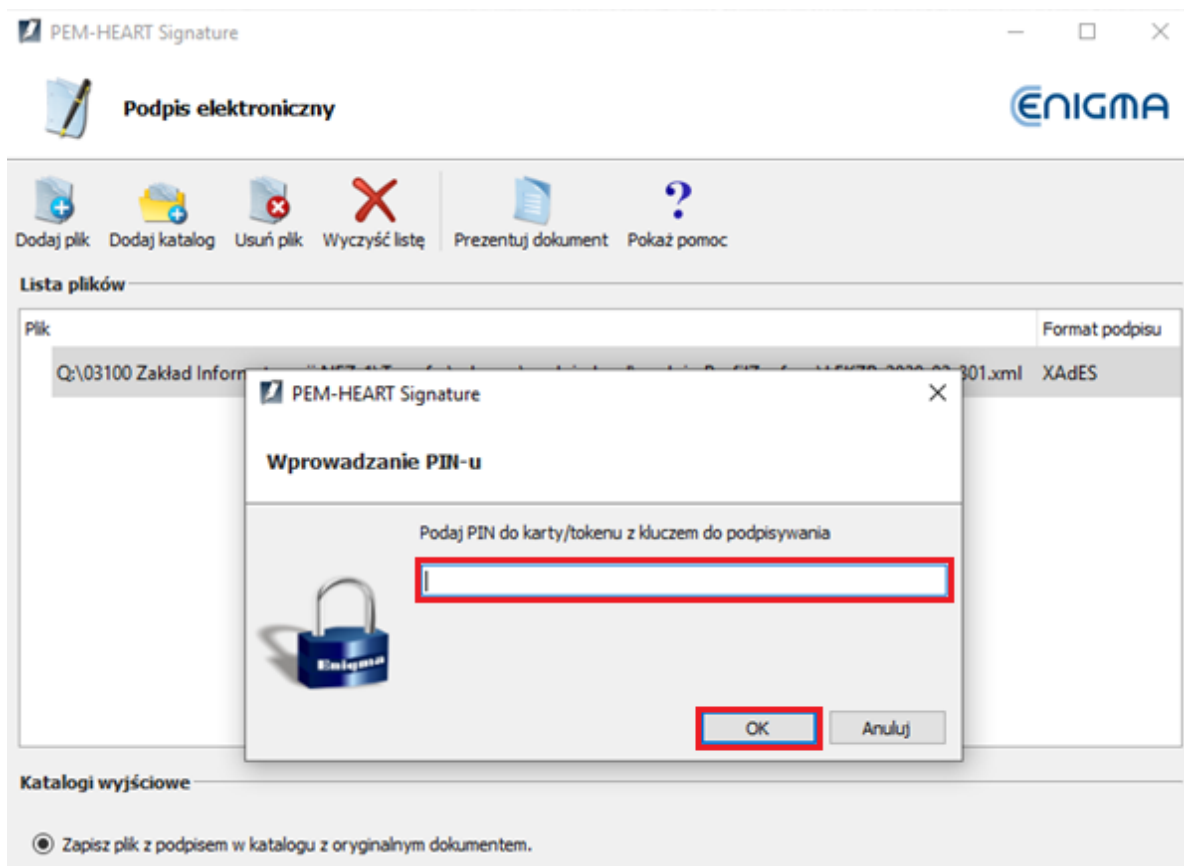 PEM-HEART Signature
Podpis elektroniczny
ENIGMA
Dodaj plik Dodaj katalog Usuń plik Wyczyść listę Prezentuj dokument Pokaż pomoc
Lista plików
Plik Format podpisu
Q:\03100 Zakład 801.xml XAdES
PEM-HEART Signature
Wprowadzanie PIN-u
Podaj PIN do karty/tokenu z kluczem do podpisywania
Enigma
OK Anuluj
Katalogi wyjściowe
Zapisz plik z podpisem w katalogu z oryginalnym dokumentem.